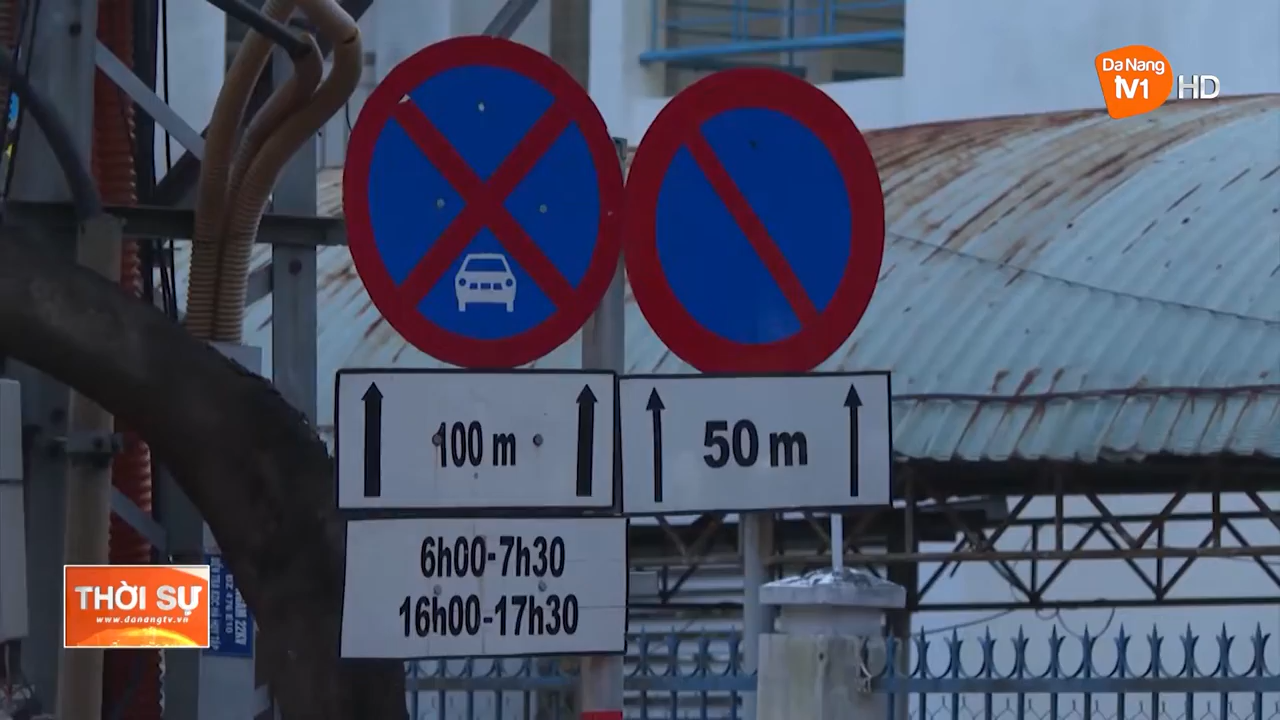 Da Nang
tv1 HD
100 m
50 m
6h00-7h30
16h00-17h30
THỜI SỰ
www.danangtv.vn